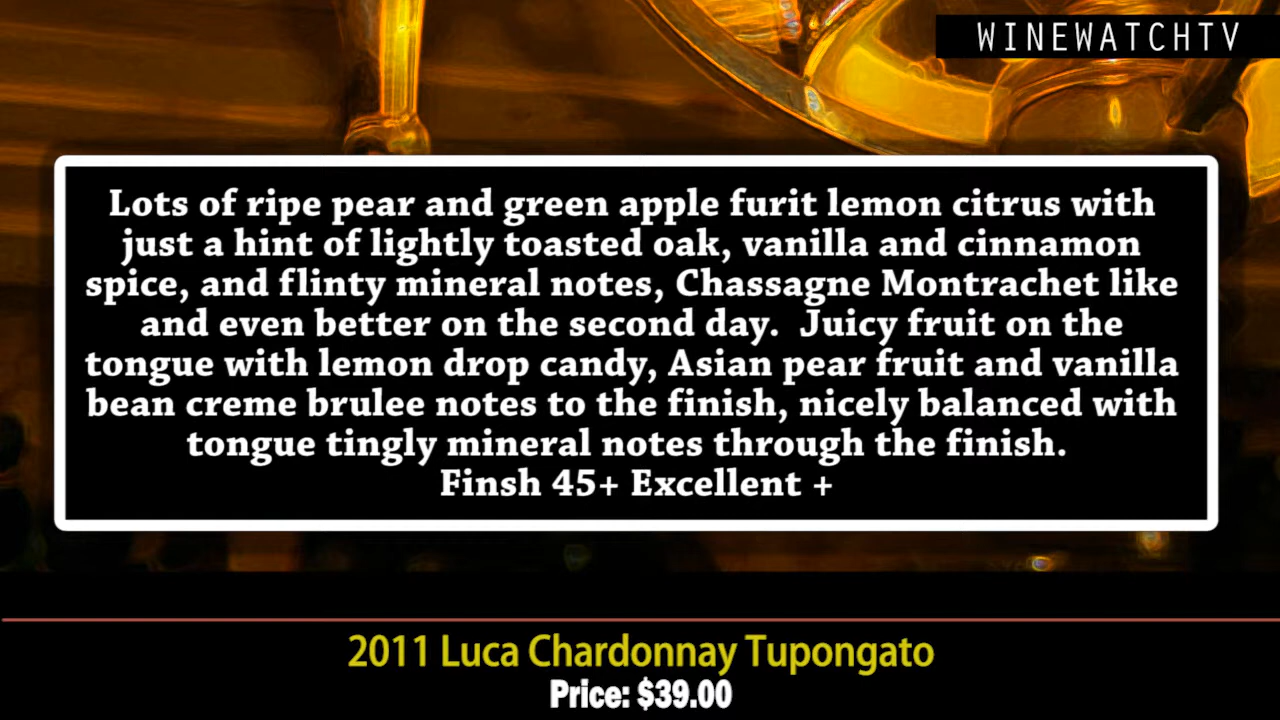 WINEWATCHTV
Lots of ripe pear and green apple furit lemon citrus with
just a hint of lightly toasted oak, vanilla and cinnamon
spice, and flinty mineral notes, Chassagne Montrachet like
and even better on the second day.  Juicy fruit on the
tongue with lemon drop candy, Asian pear fruit and vanilla
bean creme brulee notes to the finish, nicely balanced with
tongue tingly mineral notes through the finish.
Finsh 45+ Excellent +
2011 Luca Chardonnay Tupongato
Price: $39.00